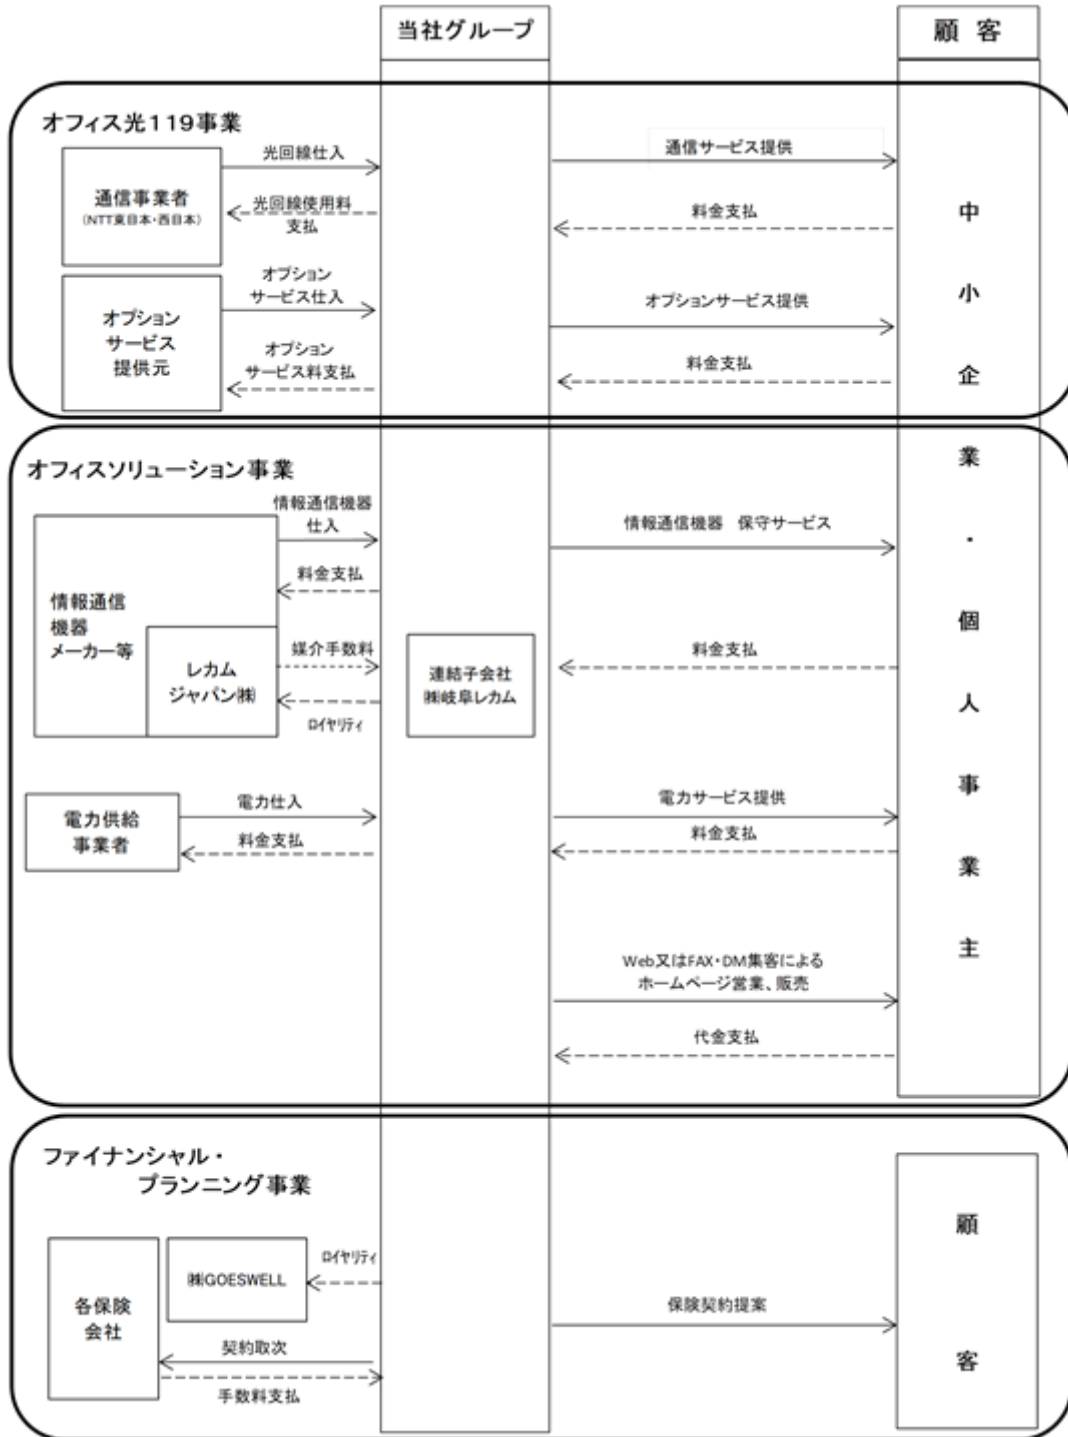 当社グループ
顧 客
オフィス光119事業
通信事業者
(NTT東日本・西日本)
光回線仕入
光回線使用料
支払
通信サービス提供
料金支払
オプション
サービス
提供元
オプション
サービス仕入
オプション
サービス料支払
オプションサービス提供
料金支払
中
小
企
業
・
個
人
事
業
主
オフィスソリューション事業
情報通信
機器
メーカー等
情報通信機器
仕入
料金支払
レカム
ジャパン㈱
媒介手数料
ロイヤリティ
連結子会社
㈱岐阜レカム
情報通信機器 保守サービス
料金支払
電力供給
事業者
電力仕入
料金支払
電力サービス提供
料金支払
Web又はFAX・DM集客による
ホームページ営業、販売
代金支払
ファイナンシャル・
プランニング事業
各保険
会社
㈱GOESWELL
ロイヤリティ
契約取次
手数料支払
保険契約提案
顧
客